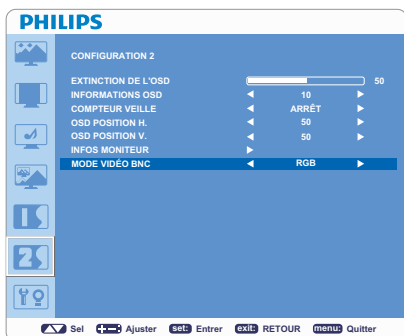 PHILIPS
CONFIGURATION 2
EXTINCTION DE L'OSD 50
INFORMATIONS OSD 10
COMPTEUR VEILLE ARRÊT
OSD POSITION H. 50
OSD POSITION V. 50
INFOS MONITEUR
MODE VIDÉO BNC RGB
Sel Ajuster set: Entrer exit: RETOUR menu: Quitter